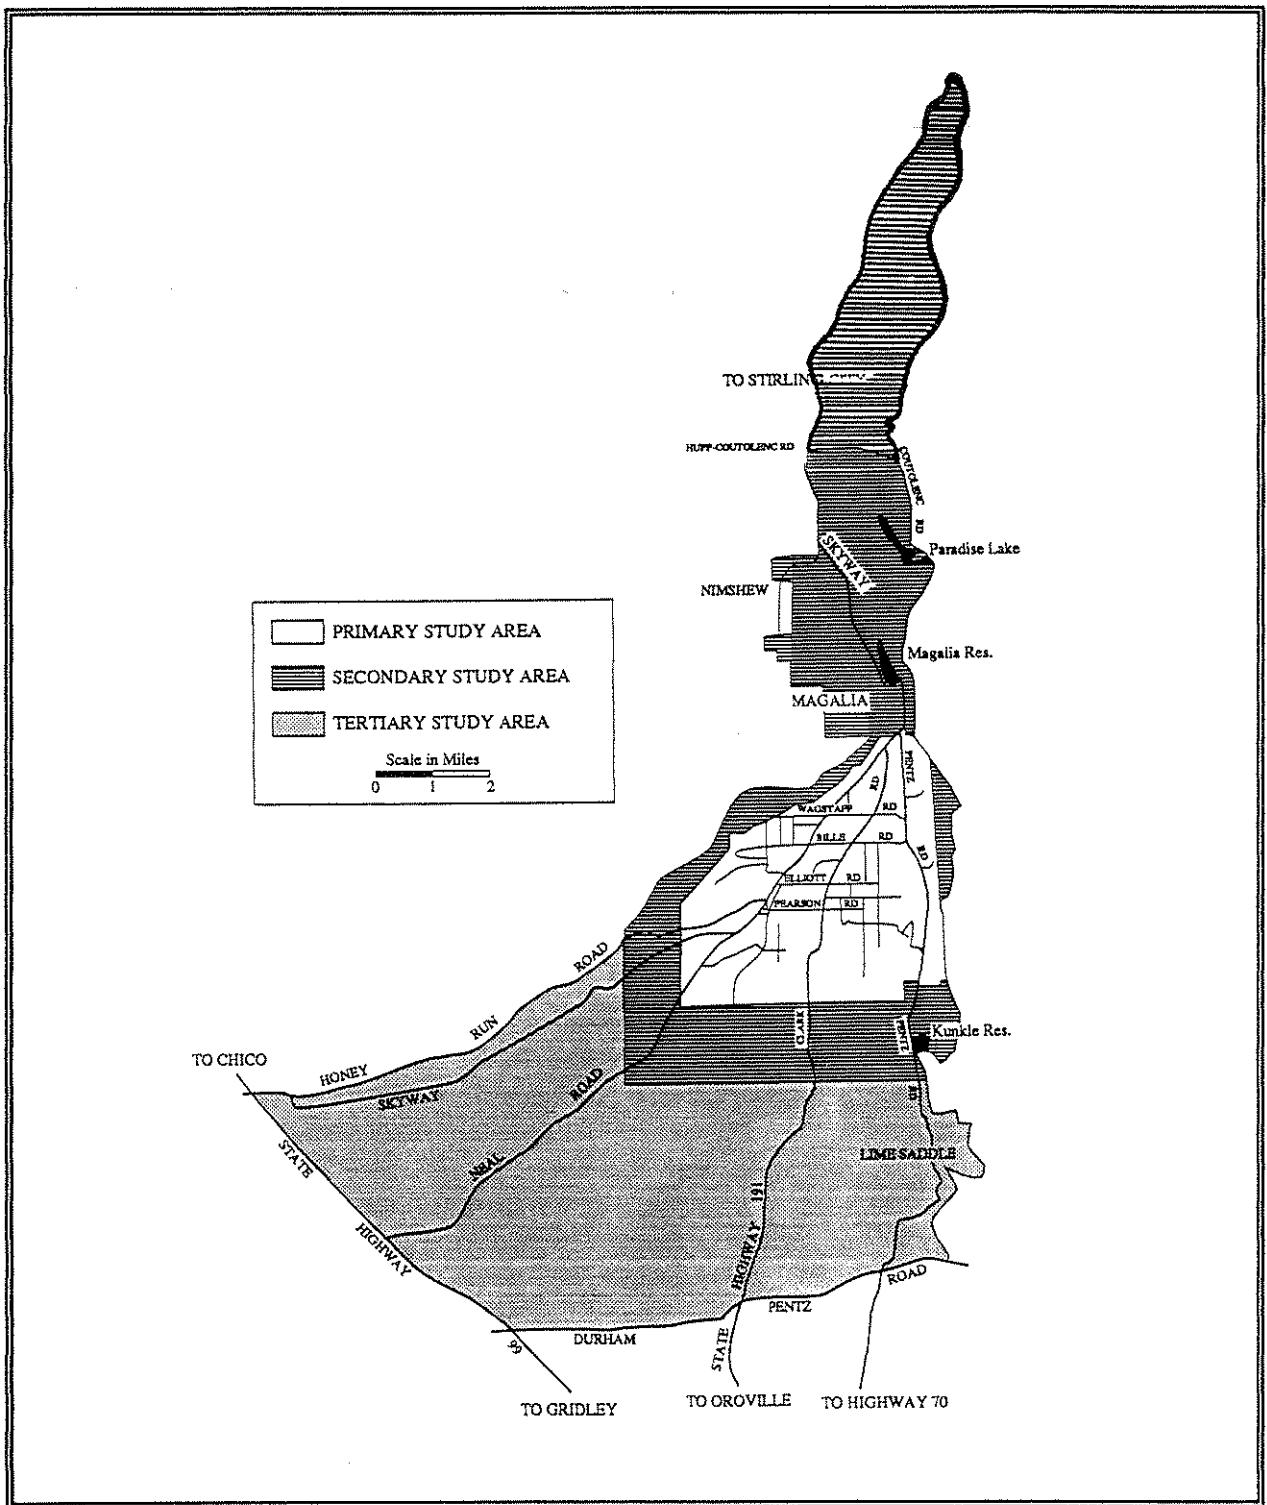 TO STIRLING CITY
HUPP-COUTOLENC RD
COUTOLENC RD
Paradise Lake
SKYWAY
NIMSHEW
PRIMARY STUDY AREA
SECONDARY STUDY AREA
TERTIARY STUDY AREA
Scale in Miles
0 1 2
Magalia Res.
MAGALIA
PENTZ
RD
WAGSTAFF RD
BILLE RD
RD
ELLIOTT RD
PEARSON RD
HONEY RUN ROAD
CLARK
PENTZ
RD
Kunkle Res.
TO CHICO
SKYWAY
NEAL ROAD
LIME SADDLE
STATE HIGHWAY 99
STATE HIGHWAY 191
DURHAM PENTZ ROAD
TO GRIDLEY
TO OROVILLE
TO HIGHWAY 70